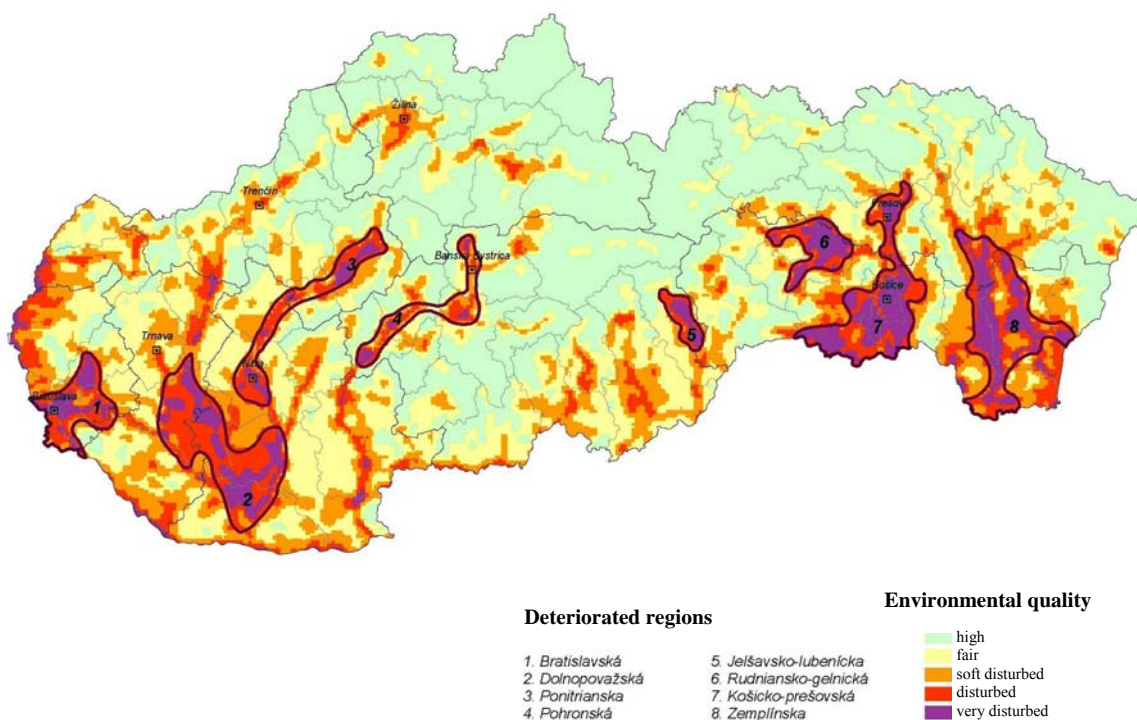 Žilina
Trenčín
Prešov
6
3
Banská Bystrica
Košice
4
7
8
5
Trnava
Nitra
Bratislava
1
2
Environmental quality
Deteriorated regions
high
fair
soft disturbed
disturbed
very disturbed
1. Bratislavská
2. Dolnopovažská
3. Ponitrianska
4. Pohronská
5. Jelšavsko-lubenícka
6. Rudniansko-gelnická
7. Košicko-prešovská
8. Zemplínska